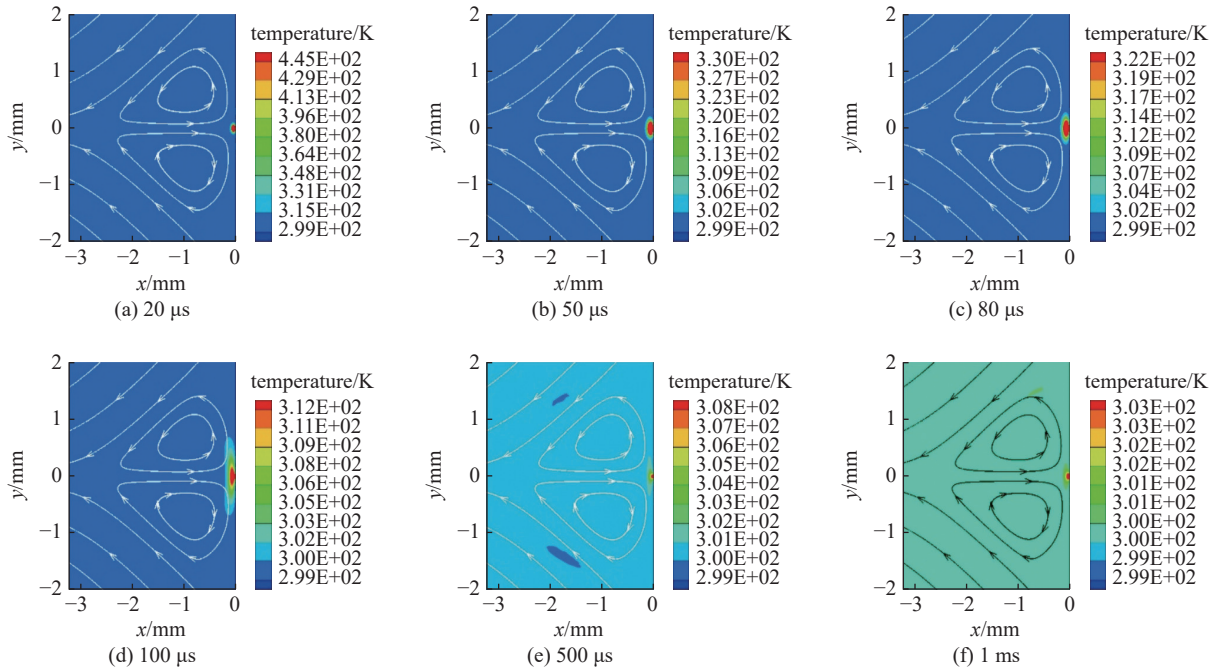 2
1
0
−1
−2
y/mm
−3
−2
−1
0
x/mm
temperature/K
4.45E+02
4.29E+02
4.13E+02
3.96E+02
3.80E+02
3.64E+02
3.48E+02
3.31E+02
3.15E+02
2.99E+02
(a) 20 μs
2
1
0
−1
−2
y/mm
−3
−2
−1
0
x/mm
temperature/K
3.30E+02
3.27E+02
3.23E+02
3.20E+02
3.16E+02
3.13E+02
3.09E+02
3.06E+02
3.02E+02
2.99E+02
(b) 50 μs
2
1
0
−1
−2
y/mm
−3
−2
−1
0
x/mm
temperature/K
3.22E+02
3.19E+02
3.17E+02
3.14E+02
3.12E+02
3.09E+02
3.07E+02
3.04E+02
3.02E+02
2.99E+02
(c) 80 μs
2
1
0
−1
−2
y/mm
−3
−2
−1
0
x/mm
temperature/K
3.12E+02
3.11E+02
3.09E+02
3.08E+02
3.06E+02
3.05E+02
3.03E+02
3.02E+02
3.00E+02
2.99E+02
(d) 100 μs
2
1
0
−1
−2
y/mm
−3
−2
−1
0
x/mm
temperature/K
3.08E+02
3.07E+02
3.06E+02
3.05E+02
3.04E+02
3.03E+02
3.02E+02
3.01E+02
3.00E+02
2.99E+02
(e) 500 μs
2
1
0
−1
−2
y/mm
−3
−2
−1
0
x/mm
temperature/K
3.03E+02
3.03E+02
3.02E+02
3.02E+02
3.01E+02
3.01E+02
3.00E+02
3.00E+02
2.99E+02
2.99E+02
(f) 1 ms